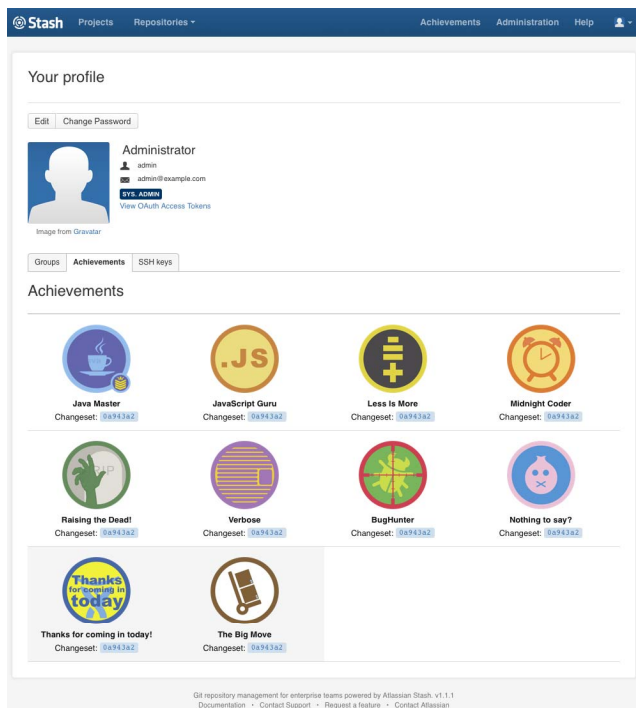 Stash Projects Repositories Achievements Administration Help
Your profile
Edit Change Password
Administrator
admin
admin@example.com
SYS. ADMIN
View OAuth Access Tokens
Image from Gravatar
Groups Achievements SSH keys
Achievements
.JS
Java Master JavaScript Guru Less Is More Midnight Coder
Changeset: 0a943a2 Changeset: 0a943a2 Changeset: 0a943a2 Changeset: 0a943a2
RIP
Raising the Dead! Verbose BugHunter Nothing to say?
Changeset: 0a943a2 Changeset: 0a943a2 Changeset: 0a943a2 Changeset: 0a943a2
Thanks
for coming in
today
Thanks for coming in today! The Big Move
Changeset: 0a943a2 Changeset: 0a943a2
Git repository management for enterprise teams powered by Atlassian Stash. v1.1.1
Documentation • Contact Support • Request a feature • Contact Atlassian